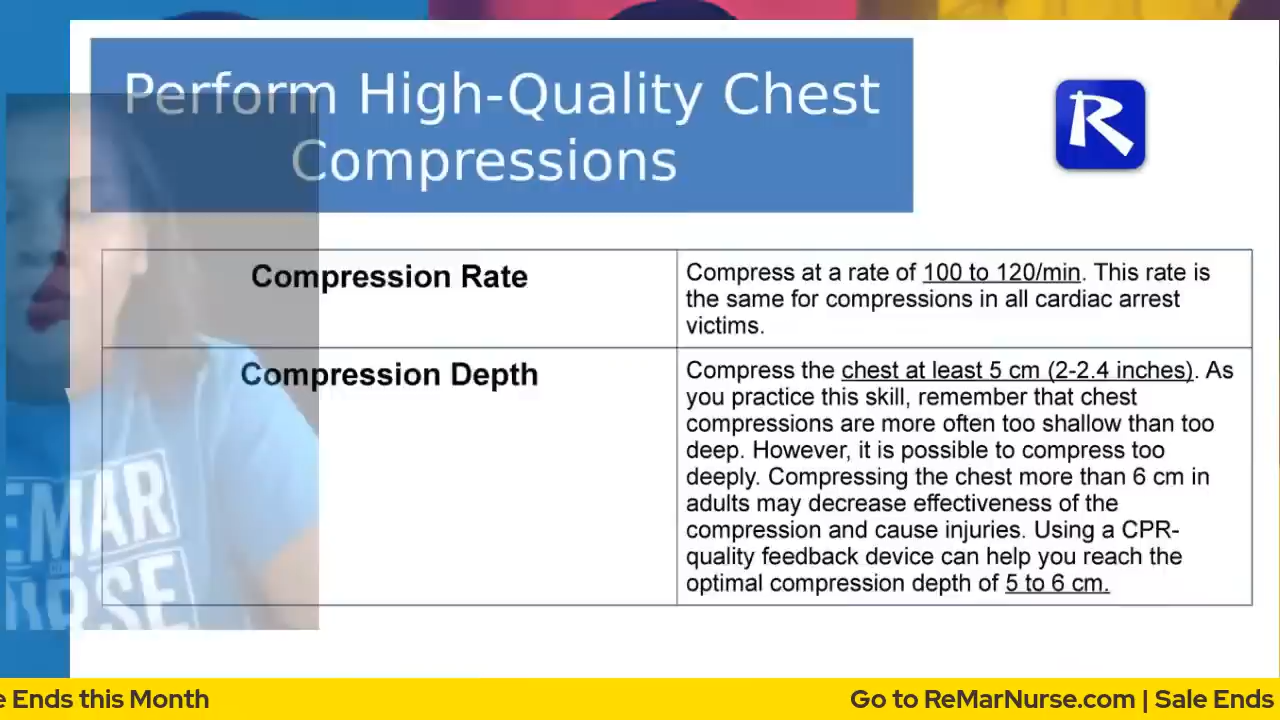 Perform High-Quality Chest
Compressions
R
Compression Rate
Compress at a rate of 100 to 120/min. This rate is
the same for compressions in all cardiac arrest
victims.
Compression Depth
Compress the chest at least 5 cm (2-2.4 inches). As
you practice this skill, remember that chest
compressions are more often too shallow than too
deep. However, it is possible to compress too
deeply. Compressing the chest more than 6 cm in
adults may decrease effectiveness of the
compression and cause injuries. Using a CPR-
quality feedback device can help you reach the
optimal compression depth of 5 to 6 cm.
EMAR
RSE
e Ends this Month
Go to ReMarNurse.com | Sale Ends